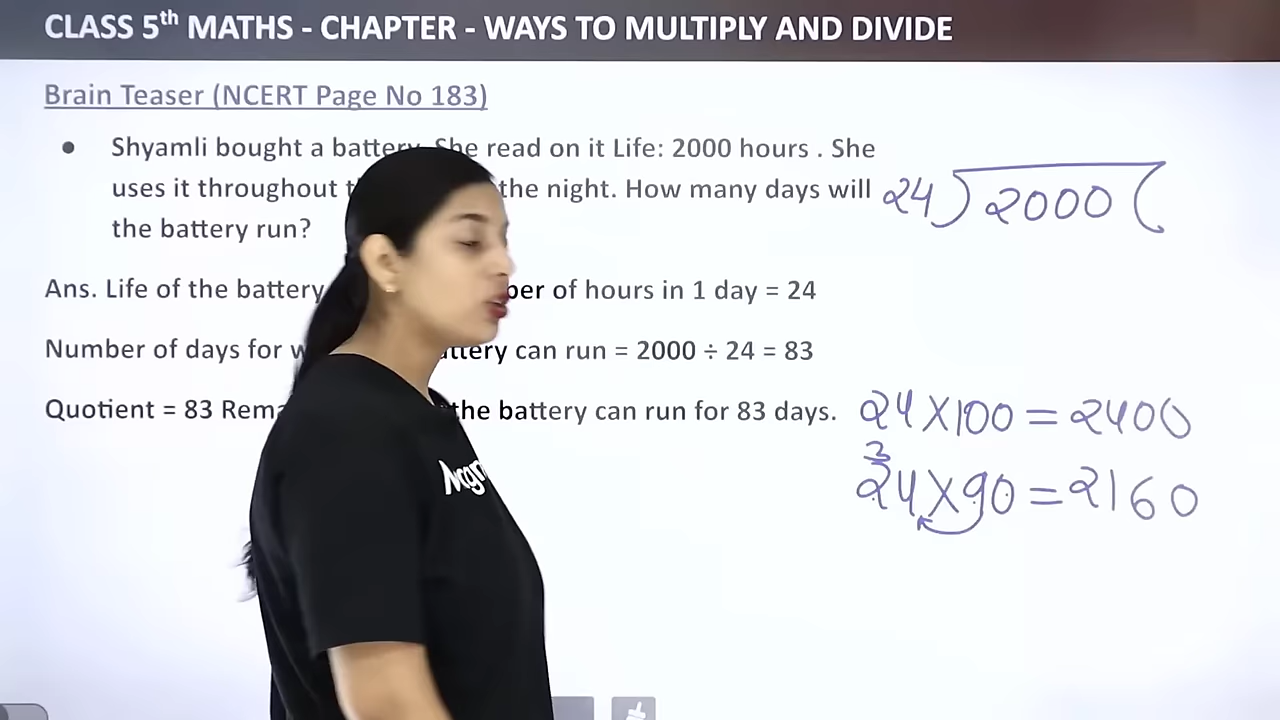 CLASS 5th MATHS - CHAPTER - WAYS TO MULTIPLY AND DIVIDE
Brain Teaser (NCERT Page No 183)
● Shyamli bought a battery. She read on it Life: 2000 hours . She
uses it throughout the night. How many days will
the battery run?
24 ) 2000 (
Ans. Life of the battery of hours in 1 day = 24
Number of days for battery can run = 2000 ÷ 24 = 83
Quotient = 83 the battery can run for 83 days.
24 X 100 = 2400
2
24 X 90 = 2160